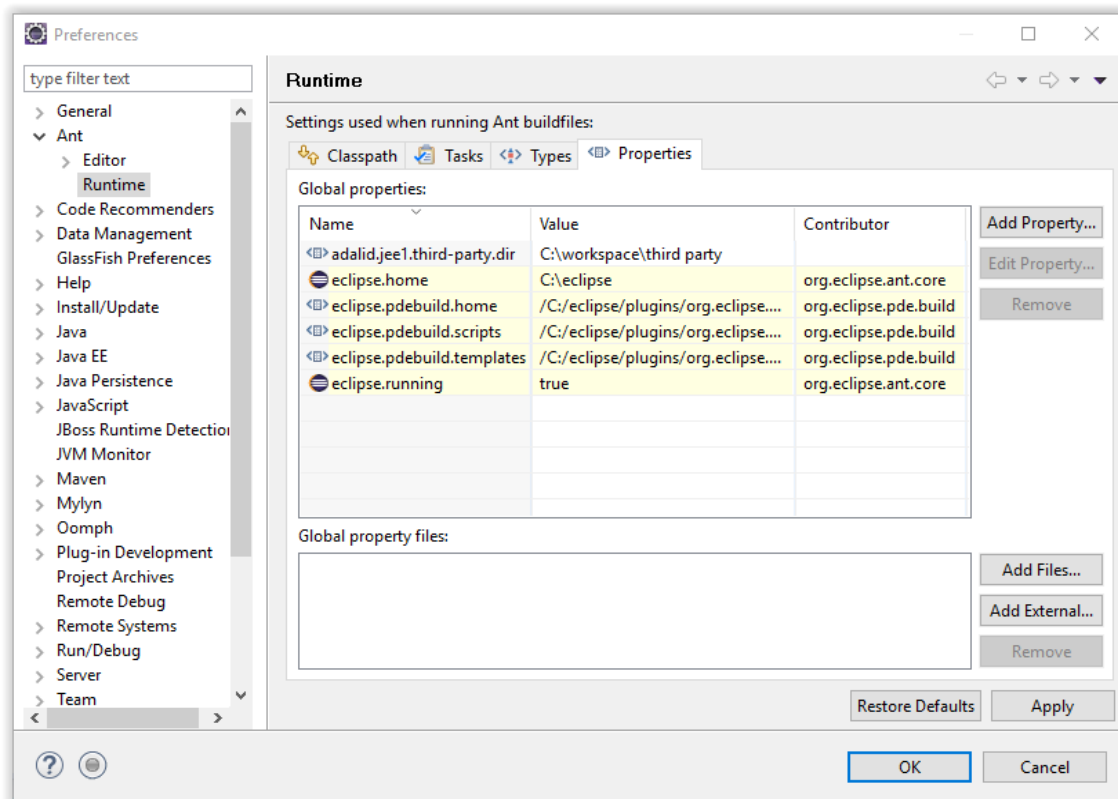 Preferences
type filter text
General
Ant
Editor
Runtime
Code Recommenders
Data Management
GlassFish Preferences
Help
Install/Update
Java
Java EE
Java Persistence
JavaScript
JBoss Runtime Detection
JVM Monitor
Maven
Mylyn
Oomph
Plug-in Development
Project Archives
Remote Debug
Remote Systems
Run/Debug
Server
Team
Runtime
Settings used when running Ant buildfiles:
Classpath Tasks Types Properties
Global properties:
Name Value Contributor
adalid.jee1.third-party.dir C:\workspace\third party
eclipse.home C:\eclipse org.eclipse.ant.core
eclipse.pdebuild.home /C:/eclipse/plugins/org.eclipse.... org.eclipse.pde.build
eclipse.pdebuild.scripts /C:/eclipse/plugins/org.eclipse.... org.eclipse.pde.build
eclipse.pdebuild.templates /C:/eclipse/plugins/org.eclipse.... org.eclipse.pde.build
eclipse.running true org.eclipse.ant.core
Add Property...
Edit Property...
Remove
Global property files:
Add Files...
Add External...
Remove
Restore Defaults Apply
? OK Cancel